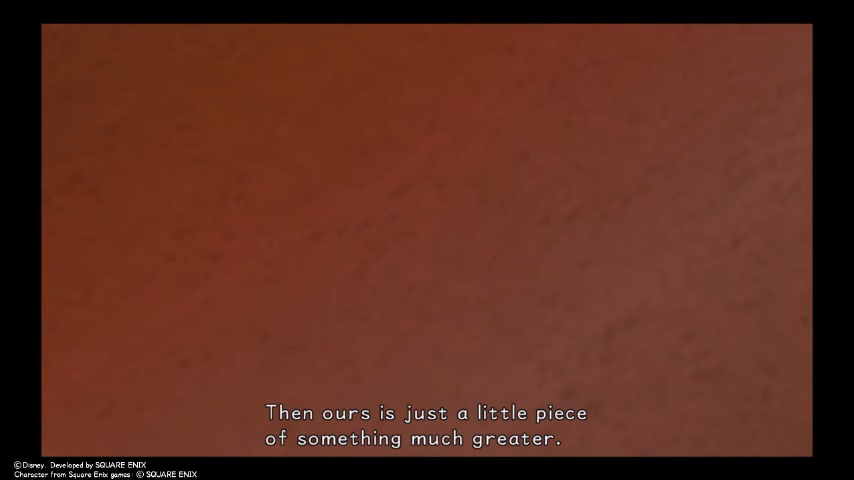 Then ours is just a little piece
of something much greater.
©Disney. Developed by SQUARE ENIX
Character from Square Enix games: © SQUARE ENIX